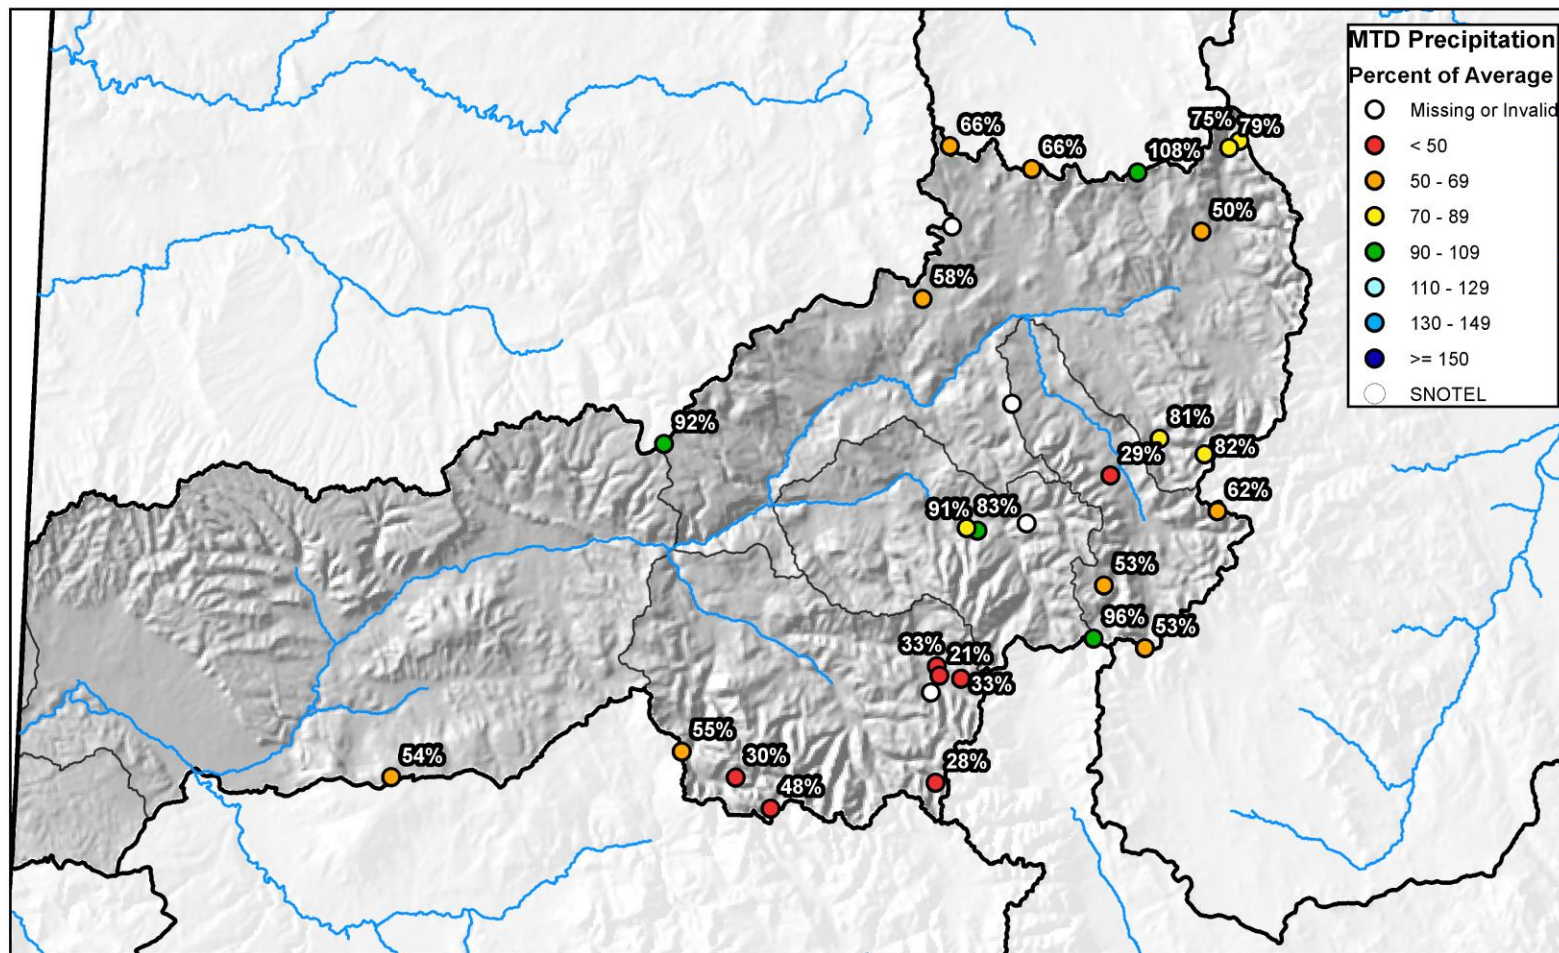 MTD Precipitation
Percent of Average
Missing or Invalid
< 50
50 - 69
70 - 89
90 - 109
110 - 129
130 - 149
>= 150
SNOTEL
75% 79%
66%
66%
108%
50%
58%
92%
81%
82%
29%
62%
91% 83%
53%
96%
53%
33% 21%
33%
55%
54%
30%
28%
48%